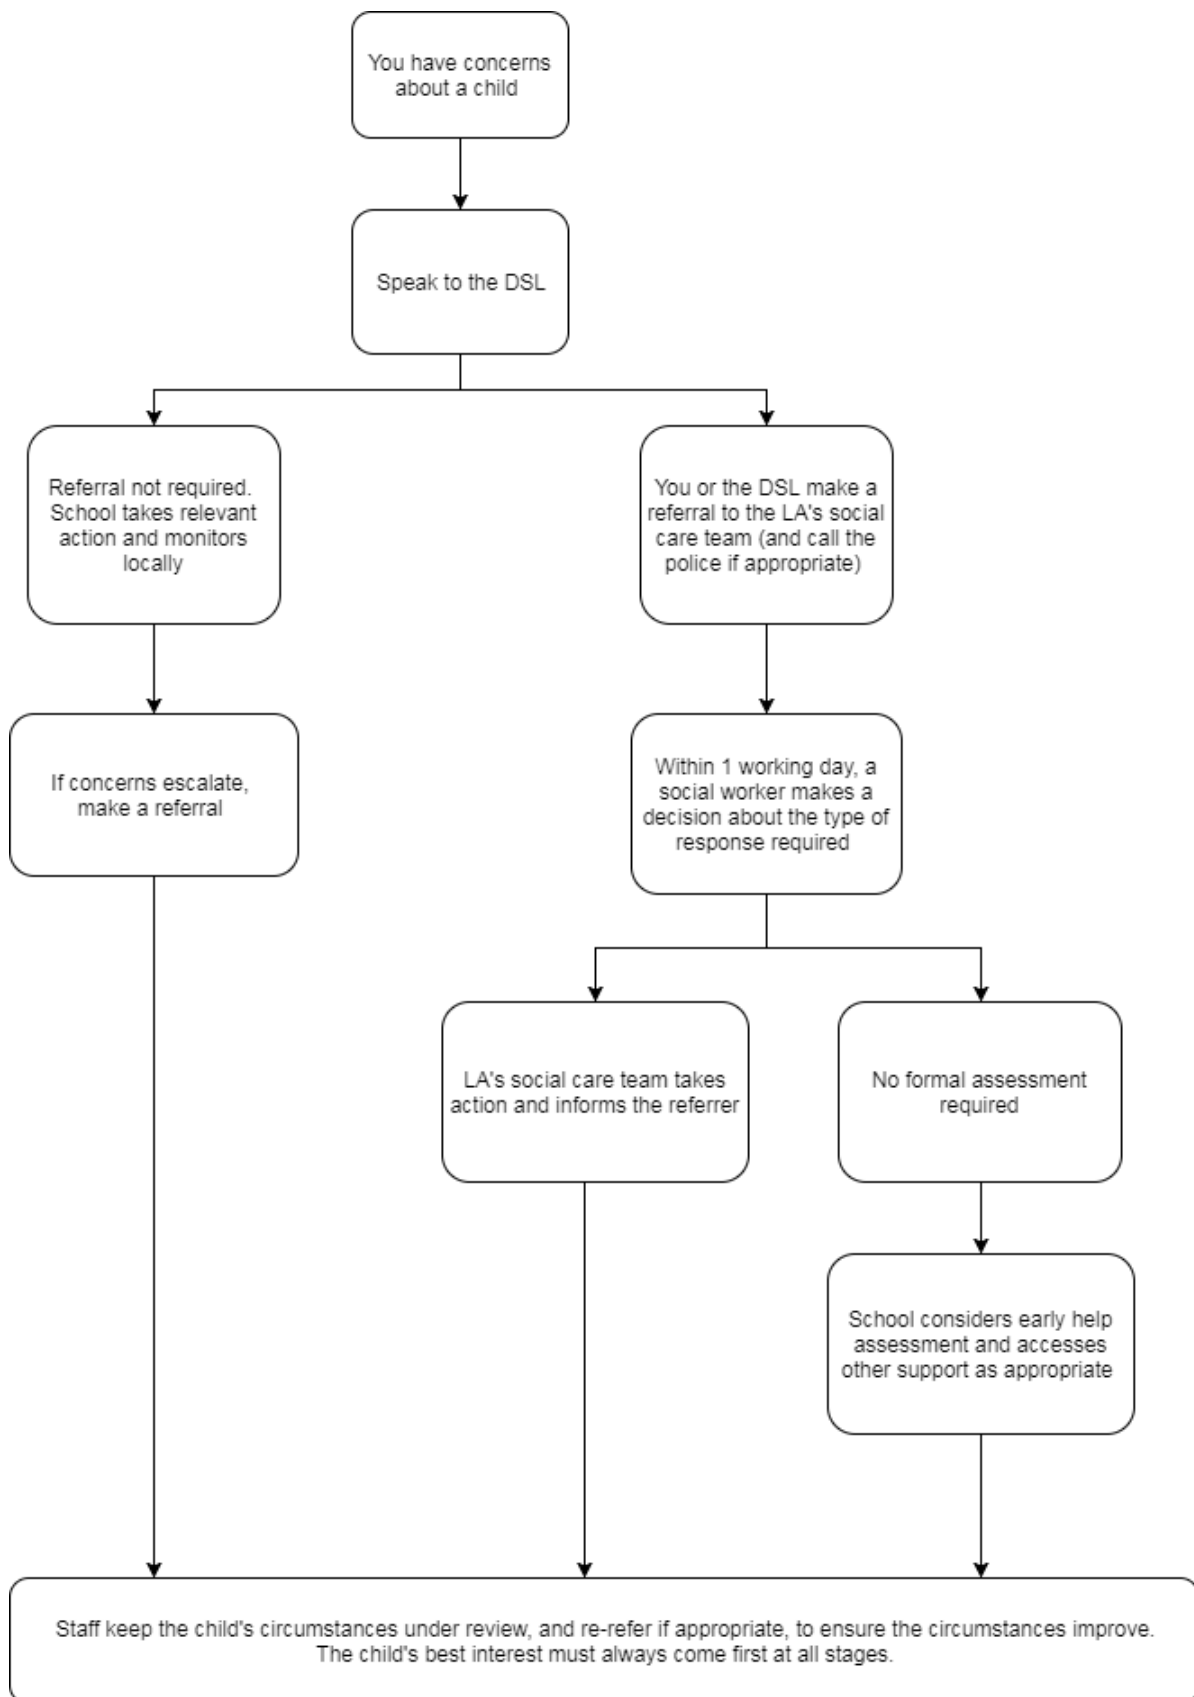 You have concerns
about a child
Speak to the DSL
Referral not required.
School takes relevant
action and monitors
locally
You or the DSL make a
referral to the LA's social
care team (and call the
police if appropriate)
If concerns escalate,
make a referral
Within 1 working day, a
social worker makes a
decision about the type of
response required
LA's social care team takes
action and informs the referrer
No formal assessment
required
School considers early help
assessment and accesses
other support as appropriate
Staff keep the child's circumstances under review, and re-refer if appropriate, to ensure the circumstances improve.
The child's best interest must always come first at all stages.